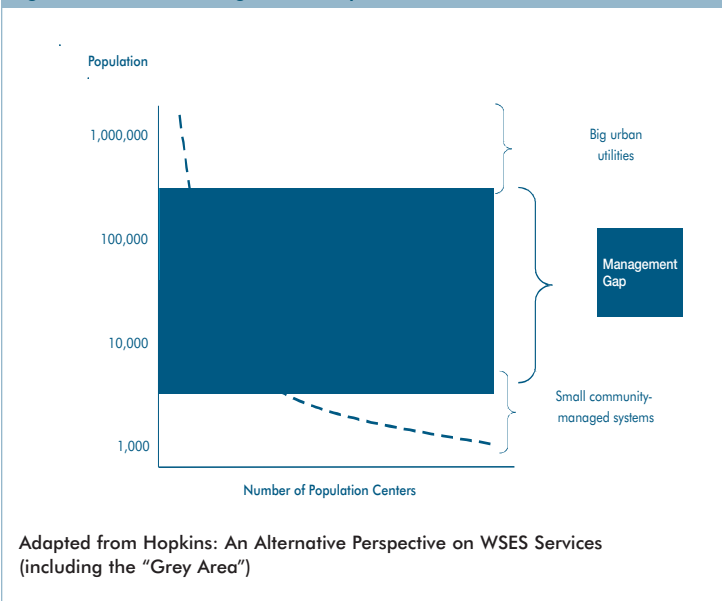 Population
1,000,000
100,000
10,000
1,000
Big urban
utilities
Management
Gap
Small community-
managed systems
Number of Population Centers
Adapted from Hopkins: An Alternative Perspective on WSES Services
(including the “Grey Area”)